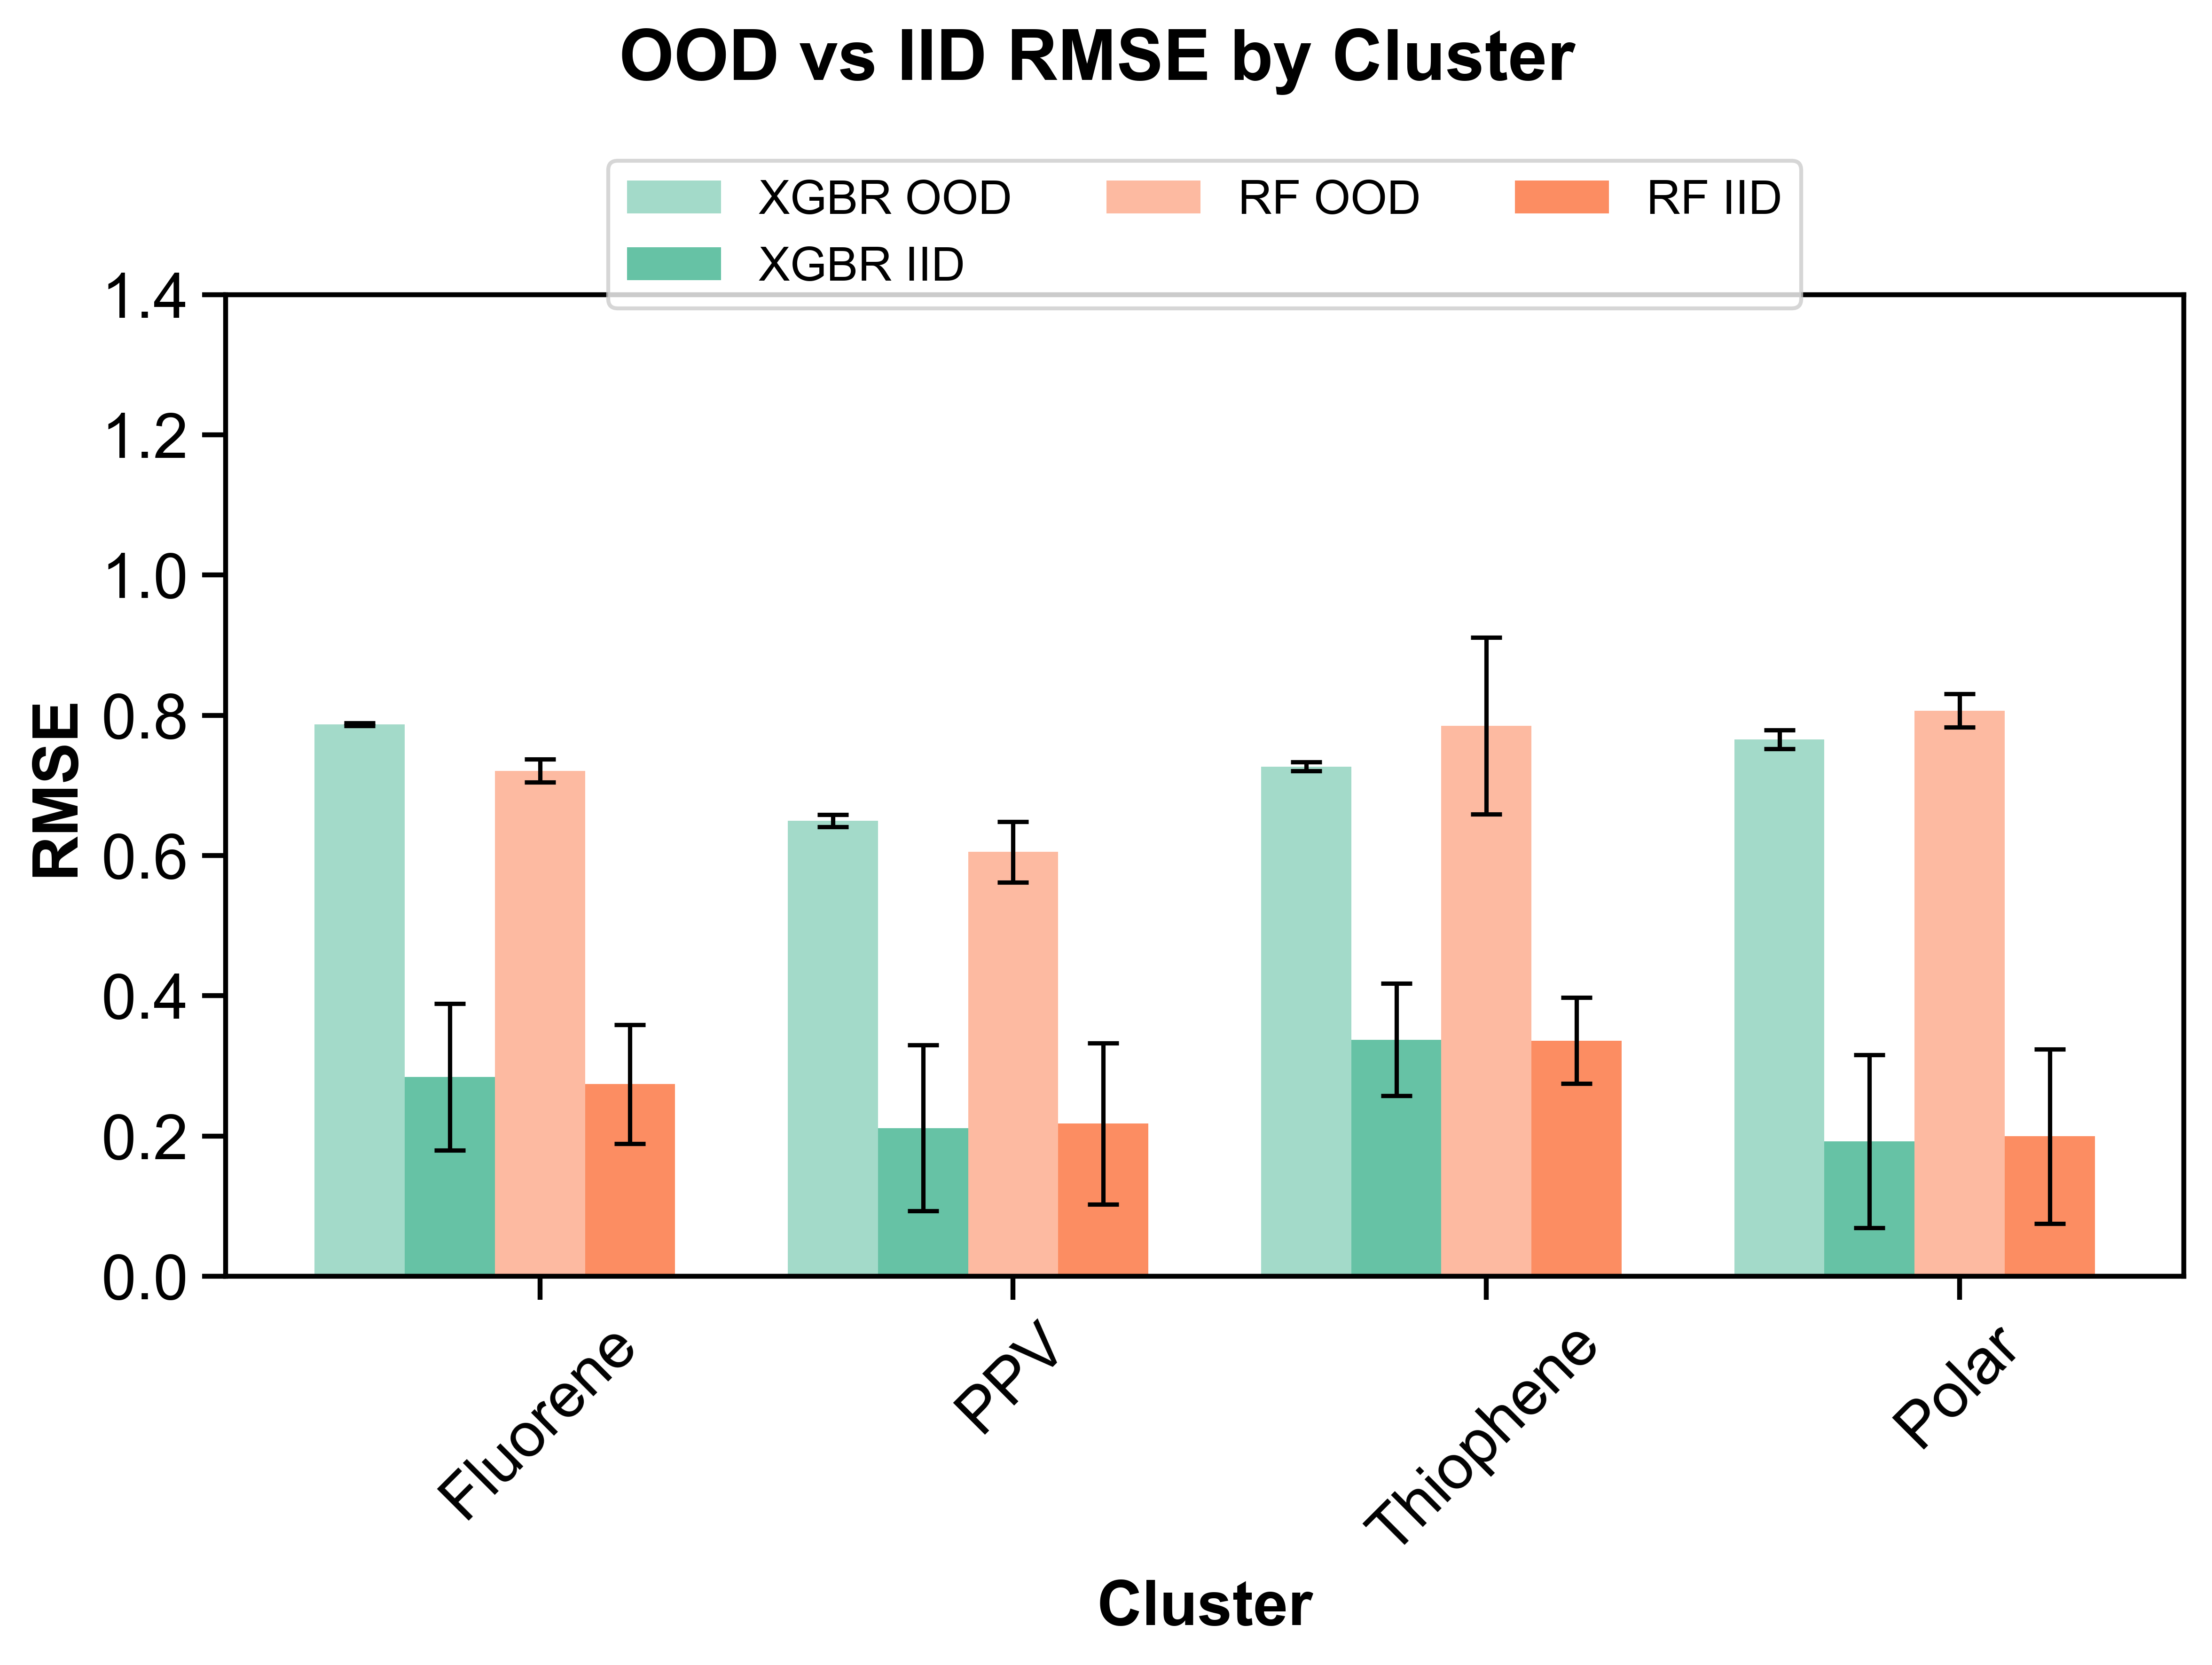 OOD vs IID RMSE by Cluster
XGBR OOD
RF OOD
RF IID
XGBR IID
1.4
1.2
1.0
0.8
0.6
0.4
0.2
0.0
RMSE
Fluorene
PPV
Thiophene
Polar
Cluster